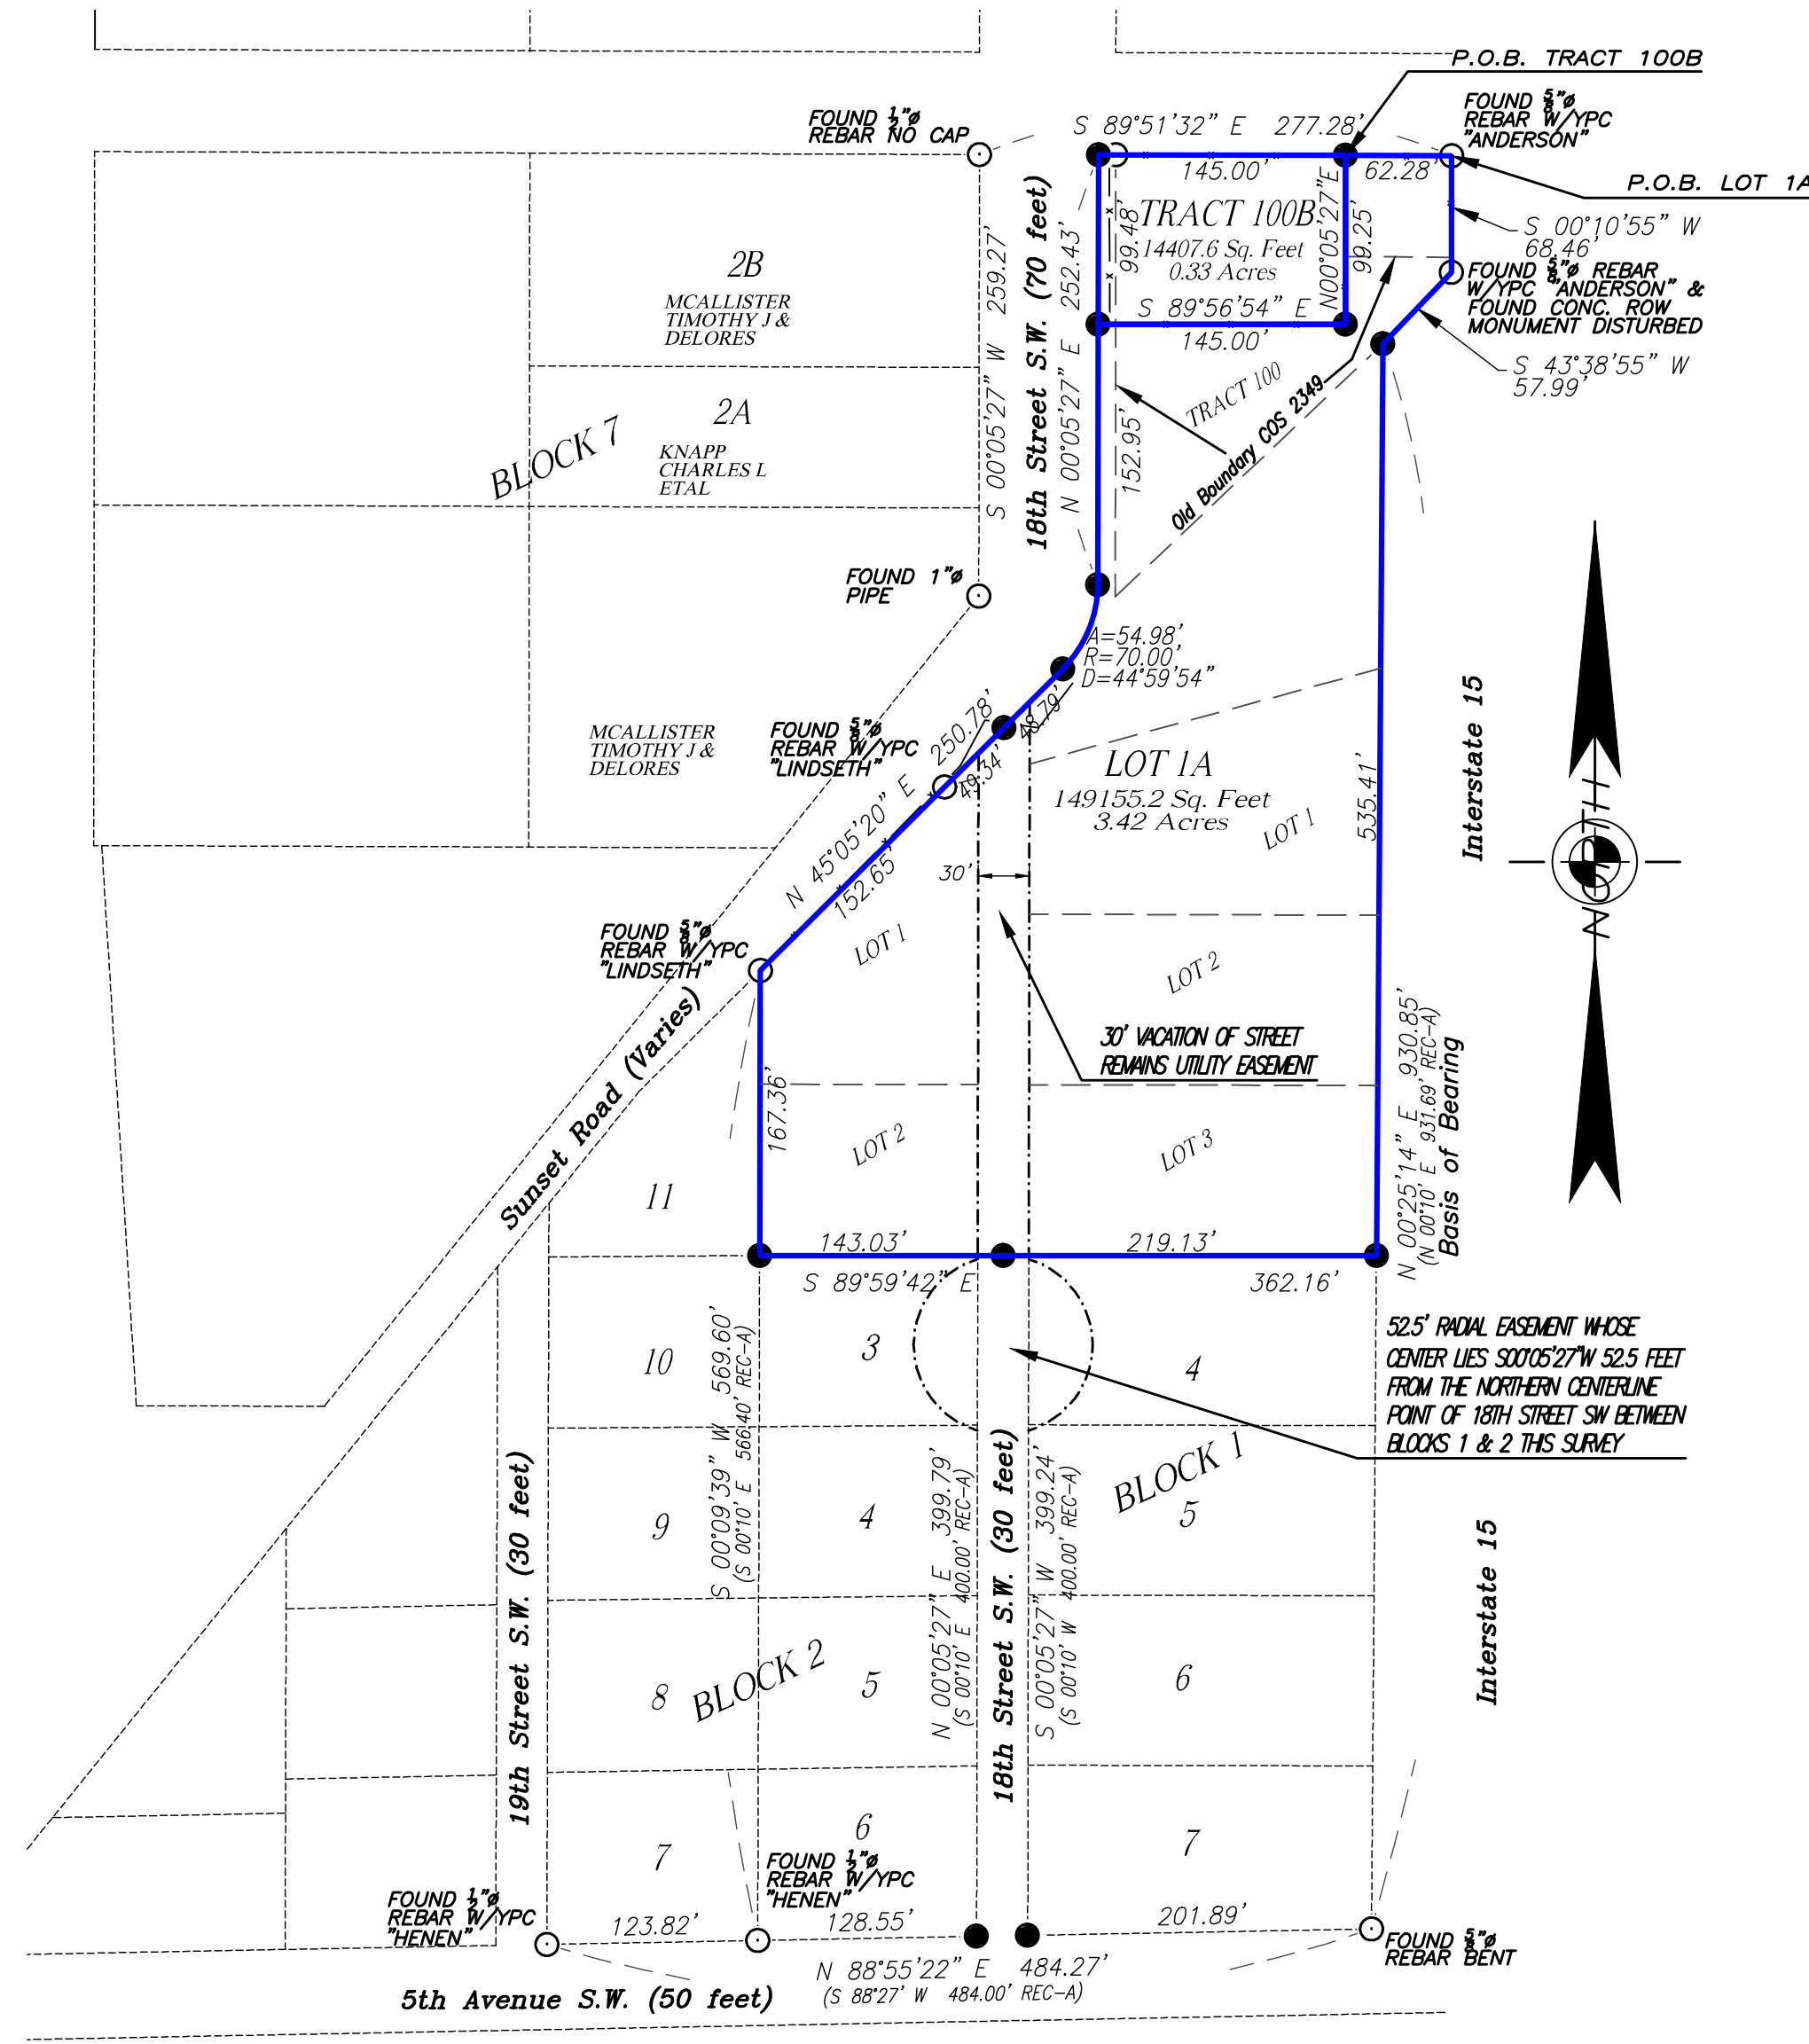 P.O.B. TRACT 100B
FOUND 1/2"ø
REBAR NO CAP
S 89°51'32" E 277.28'
FOUND 5/8"ø
REBAR W/YPC
"ANDERSON"
145.00'
62.28'
P.O.B. LOT 1A
S 00°10'55" W
68.46'
TRACT 100B
14407.6 Sq. Feet
0.33 Acres
99.48'
N00°05'27"E
99.25'
S 89°56'54" E
145.00'
FOUND 5/8"ø REBAR
W/YPC "ANDERSON" &
FOUND CONC. ROW
MONUMENT DISTURBED
S 43°38'55" W
57.99'
2B
MCALLISTER
TIMOTHY J &
DELORES
S 00°05'27" W 259.27'
18th Street S.W. (70 feet)
N 00°05'27" E 252.43'
152.95'
TRACT 100
Old Boundary COS 2349
2A
KNAPP
CHARLES L
ETAL
BLOCK 7
FOUND 1"ø
PIPE
A=54.98'
R=70.00'
D=44°59'54"
MCALLISTER
TIMOTHY J &
DELORES
FOUND 5/8"ø
REBAR W/YPC
"LINDSETH"
N 45°05'20" E 250.78'
48.79'
49.34'
152.65'
LOT 1A
149155.2 Sq. Feet
3.42 Acres
LOT 1
535.41'
Interstate 15
NORTH
30'
FOUND 5/8"ø
REBAR W/YPC
"LINDSETH"
LOT 1
LOT 2
30' VACATION OF STREET
REMAINS UTILITY EASEMENT
Sunset Road (Varies)
167.36'
LOT 2
LOT 3
N 00°25'14" E 930.85'
(N 00°10' E 931.69' REC-A)
Basis of Bearing
11
143.03'
219.13'
S 89°59'42" E
362.16'
10
3
4
52.5' RADIAL EASEMENT WHOSE
CENTER LIES S00°05'27"W 52.5 FEET
FROM THE NORTHERN CENTERLINE
POINT OF 18TH STREET SW BETWEEN
BLOCKS 1 & 2 THIS SURVEY
S 00°09'39" W 569.60'
(S 00°10' E 566.40' REC-A)
BLOCK 1
9
4
5
19th Street S.W. (30 feet)
N 00°05'27" E 399.79'
(S 00°10' E 400.00' REC-A)
18th Street S.W. (30 feet)
S 00°05'27" W 399.24'
(S 00°10' W 400.00' REC-A)
Interstate 15
BLOCK 2
8
5
6
7
6
7
FOUND 1/2"ø
REBAR W/YPC
"HENEN"
FOUND 1/2"ø
REBAR W/YPC
"HENEN"
123.82'
128.55'
201.89'
FOUND 5/8"ø
REBAR BENT
N 88°55'22" E 484.27'
(S 88°27' W 484.00' REC-A)
5th Avenue S.W. (50 feet)